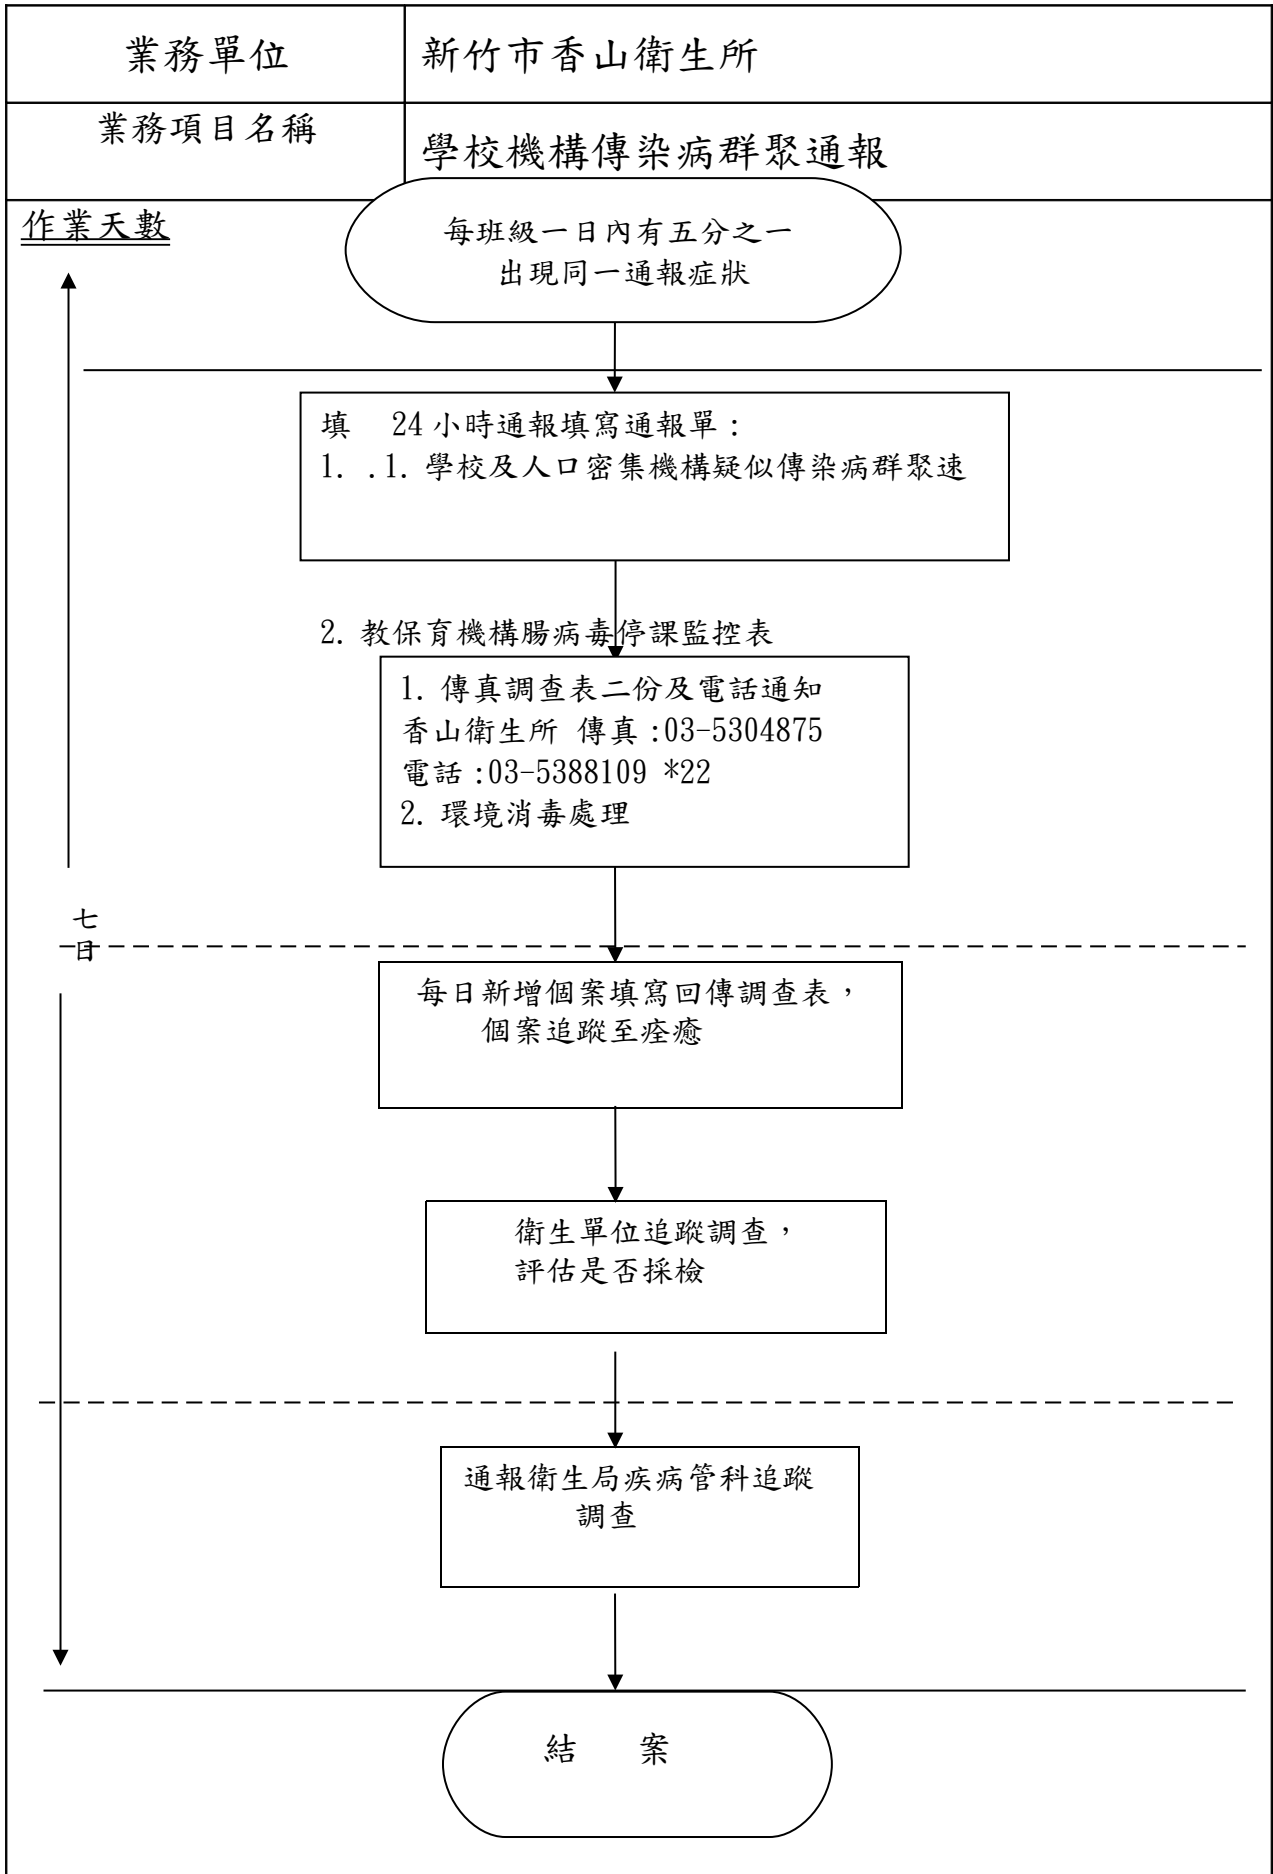 業務單位
新竹市香山衛生所
業務項目名稱
學校機構傳染病群聚通報
作業天數
每班級一日內有五分之一
出現同一通報症狀
填 24小時通報填寫通報單:
1. .1. 學校及人口密集機構疑似傳染病群聚速
2. 教保育機構腸病毒停課監控表
1. 傳真調查表二份及電話通知
香山衛生所 傳真:03-5304875
電話:03-5388109 *22
2. 環境消毒處理
七
日
每日新增個案填寫回傳調查表，
個案追蹤至痊癒
衛生單位追蹤調查，
評估是否採檢
通報衛生局疾病管科追蹤
調查
結 案